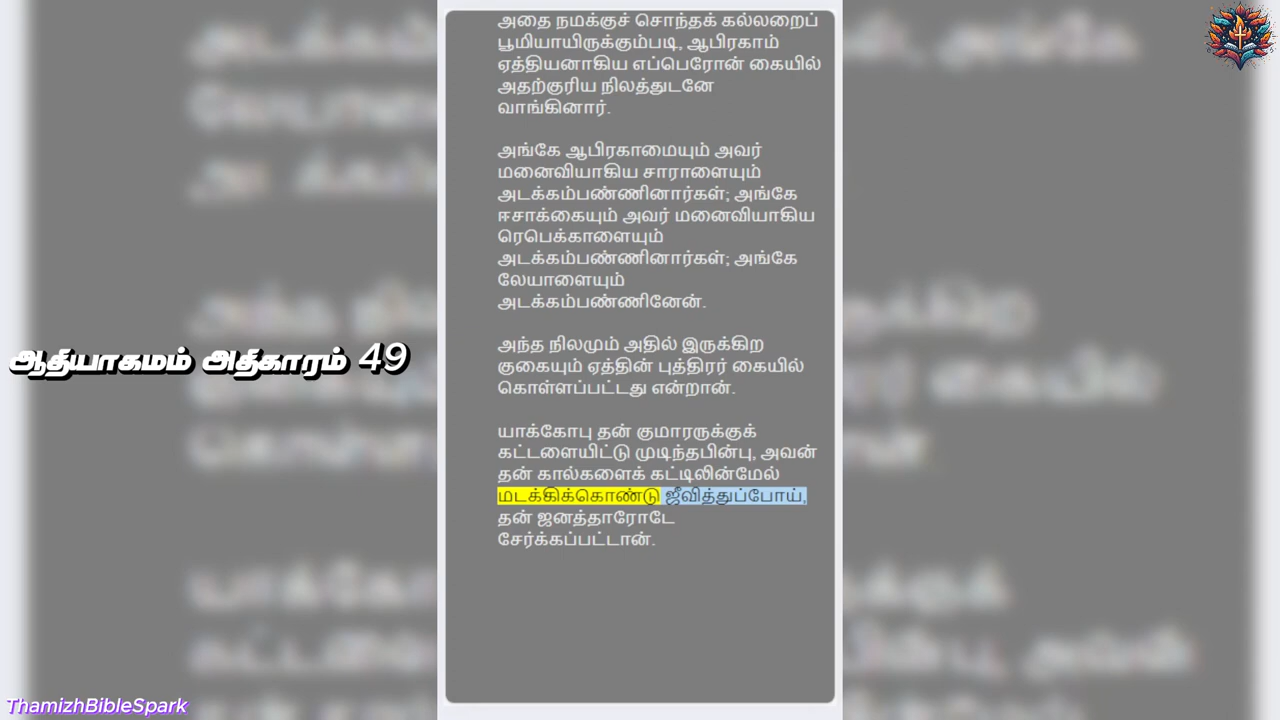 அதை நமக்குச் சொந்தக் கல்லறைப்
பூமியாயிருக்கும்படி, ஆபிரகாம்
ஏத்தியனாகிய எப்பெரோன் கையில்
அதற்குரிய நிலத்துடனே
வாங்கினார்.
அங்கே ஆபிரகாமையும் அவர்
மனைவியாகிய சாராளையும்
அடக்கம்பண்ணினார்கள்; அங்கே
ஈசாக்கையும் அவர் மனைவியாகிய
ரெபெக்காளையும்
அடக்கம்பண்ணினார்கள்; அங்கே
லேயாளையும்
அடக்கம்பண்ணினேன்.
அந்த நிலமும் அதில் இருக்கிற
குகையும் ஏத்தின் புத்திரர் கையில்
கொள்ளப்பட்டது என்றான்.
யாக்கோபு தன் குமாரருக்குக்
கட்டளையிட்டு முடிந்தபின்பு, அவன்
தன் கால்களைக் கட்டிலின்மேல்
மடக்கிக்கொண்டு ஜீவித்துப்போய்,
தன் ஜனத்தாரோடே
சேர்க்கப்பட்டான்.
ஆதியாகமம் அதிகாரம் 49
ThamizhBibleSpark